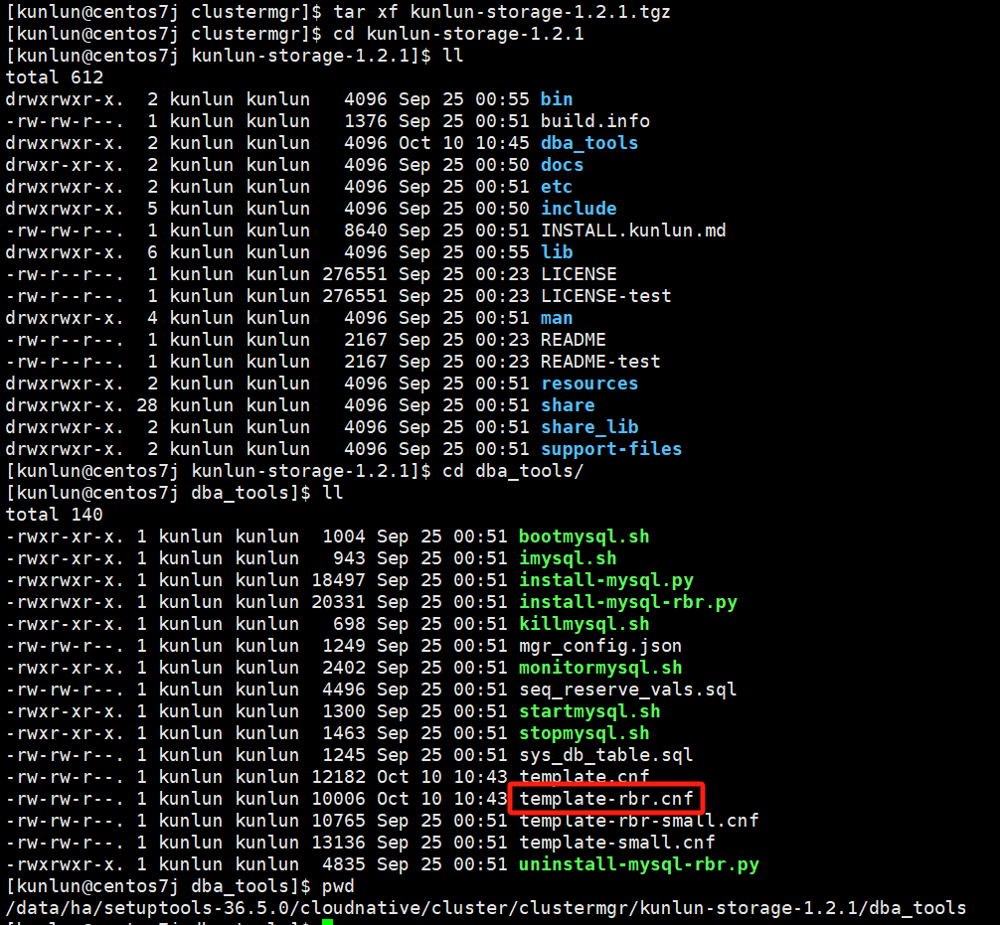 [kunlun@centos7j clustermgr]$ tar xf kunlun-storage-1.2.1.tgz
[kunlun@centos7j clustermgr]$ cd kunlun-storage-1.2.1
[kunlun@centos7j kunlun-storage-1.2.1]$ ll
total 612
drwxrwxr-x.  2 kunlun kunlun   4096 Sep 25 00:55 bin
-rw-rw-r--.  1 kunlun kunlun   1376 Sep 25 00:51 build.info
drwxrwxr-x.  2 kunlun kunlun   4096 Oct 10 10:45 dba_tools
drwxr-xr-x.  2 kunlun kunlun   4096 Sep 25 00:50 docs
drwxrwxr-x.  2 kunlun kunlun   4096 Sep 25 00:51 etc
drwxrwxr-x.  5 kunlun kunlun   4096 Sep 25 00:50 include
-rw-rw-r--.  1 kunlun kunlun   8640 Sep 25 00:51 INSTALL.kunlun.md
drwxrwxr-x.  6 kunlun kunlun   4096 Sep 25 00:55 lib
-rw-r--r--.  1 kunlun kunlun 276551 Sep 25 00:23 LICENSE
-rw-r--r--.  1 kunlun kunlun 276551 Sep 25 00:23 LICENSE-test
drwxrwxr-x.  4 kunlun kunlun   4096 Sep 25 00:51 man
-rw-r--r--.  1 kunlun kunlun   2167 Sep 25 00:23 README
-rw-r--r--.  1 kunlun kunlun   2167 Sep 25 00:23 README-test
drwxrwxr-x.  2 kunlun kunlun   4096 Sep 25 00:51 resources
drwxrwxr-x. 28 kunlun kunlun   4096 Sep 25 00:51 share
drwxrwxr-x.  2 kunlun kunlun   4096 Sep 25 00:51 share_lib
drwxrwxr-x.  2 kunlun kunlun   4096 Sep 25 00:51 support-files
[kunlun@centos7j kunlun-storage-1.2.1]$ cd dba_tools/
[kunlun@centos7j dba_tools]$ ll
total 140
-rwxr-xr-x. 1 kunlun kunlun  1004 Sep 25 00:51 bootmysql.sh
-rwxr-xr-x. 1 kunlun kunlun   943 Sep 25 00:51 imysql.sh
-rwxrwxr-x. 1 kunlun kunlun 18497 Sep 25 00:51 install-mysql.py
-rwxrwxr-x. 1 kunlun kunlun 20331 Sep 25 00:51 install-mysql-rbr.py
-rwxr-xr-x. 1 kunlun kunlun   698 Sep 25 00:51 killmysql.sh
-rw-rw-r--. 1 kunlun kunlun  1249 Sep 25 00:51 mgr_config.json
-rwxrwxr-x. 1 kunlun kunlun  2402 Sep 25 00:51 monitormysql.sh
-rw-rw-r--. 1 kunlun kunlun  4496 Sep 25 00:51 seq_reserve_vals.sql
-rwxr-xr-x. 1 kunlun kunlun  1300 Sep 25 00:51 startmysql.sh
-rwxr-xr-x. 1 kunlun kunlun  1463 Sep 25 00:51 stopmysql.sh
-rw-rw-r--. 1 kunlun kunlun  1245 Sep 25 00:51 sys_db_table.sql
-rw-rw-r--. 1 kunlun kunlun 12182 Oct 10 10:43 template.cnf
-rw-rw-r--. 1 kunlun kunlun 10006 Oct 10 10:43 template-rbr.cnf
-rw-rw-r--. 1 kunlun kunlun 10765 Sep 25 00:51 template-rbr-small.cnf
-rw-rw-r--. 1 kunlun kunlun 13136 Sep 25 00:51 template-small.cnf
-rwxrwxr-x. 1 kunlun kunlun  4835 Sep 25 00:51 uninstall-mysql-rbr.py
[kunlun@centos7j dba_tools]$ pwd
/data/ha/setuptools-36.5.0/cloudnative/cluster/clustermgr/kunlun-storage-1.2.1/dba_tools